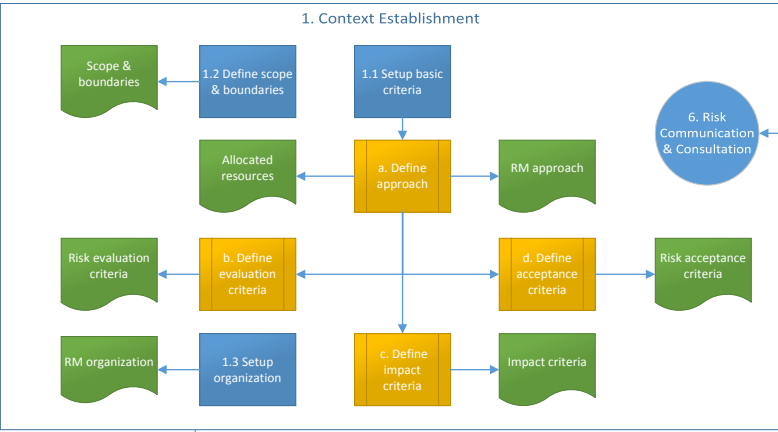 1. Context Establishment
Scope &
boundaries
1.2 Define scope
& boundaries
1.1 Setup basic
criteria
6. Risk
Communication
& Consultation
Allocated
resources
a. Define
approach
RM approach
Risk evaluation
criteria
b. Define
evaluation
criteria
d. Define
acceptance
criteria
Risk acceptance
criteria
RM organization
1.3 Setup
organization
c. Define
impact
criteria
Impact criteria